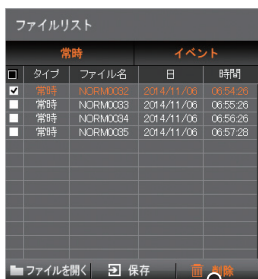 ファイルリスト
常時 イベント
タイプ ファイル名 日 時間
常時 NORM0032 2014/11/06 06:54:26
常時 NORM0033 2014/11/06 06:55:26
常時 NORM0034 2014/11/06 06:56:26
常時 NORM0035 2014/11/06 06:57:28
ファイルを開く 保存 削除